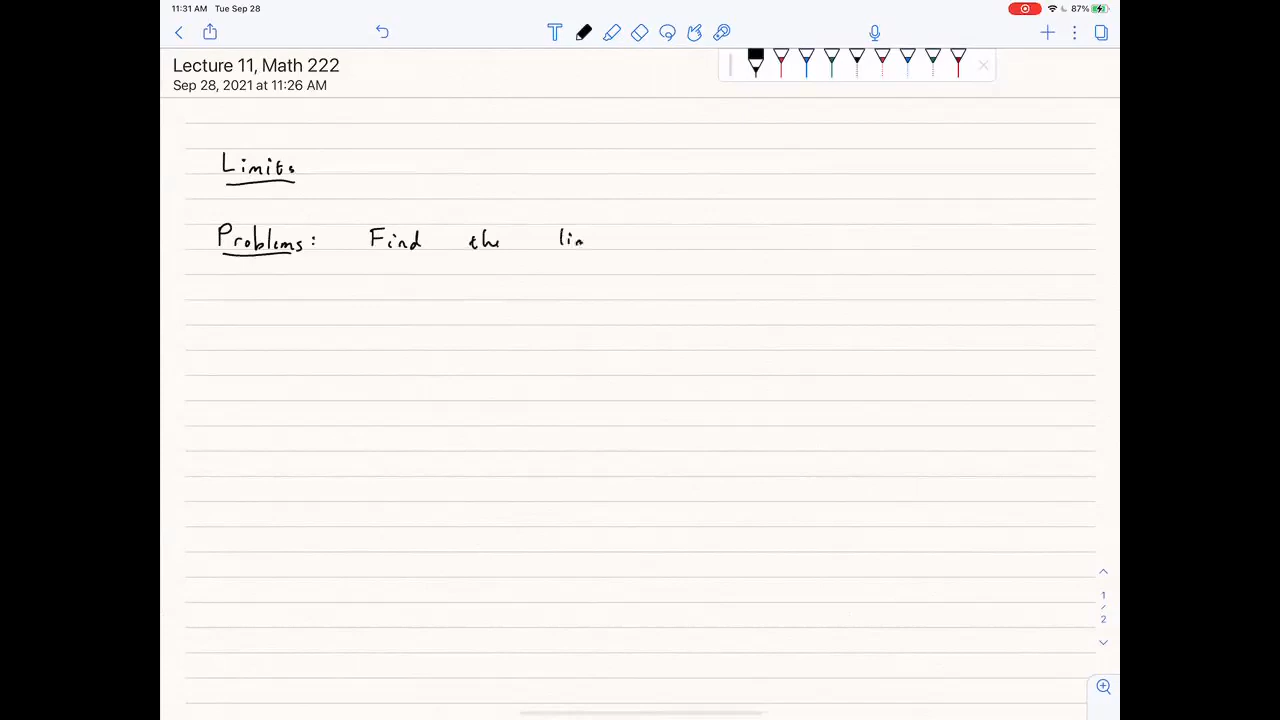 11:31 AM Tue Sep 28
87%
Lecture 11, Math 222
Sep 28, 2021 at 11:26 AM
Limits
Problems: Find the lim
1
2